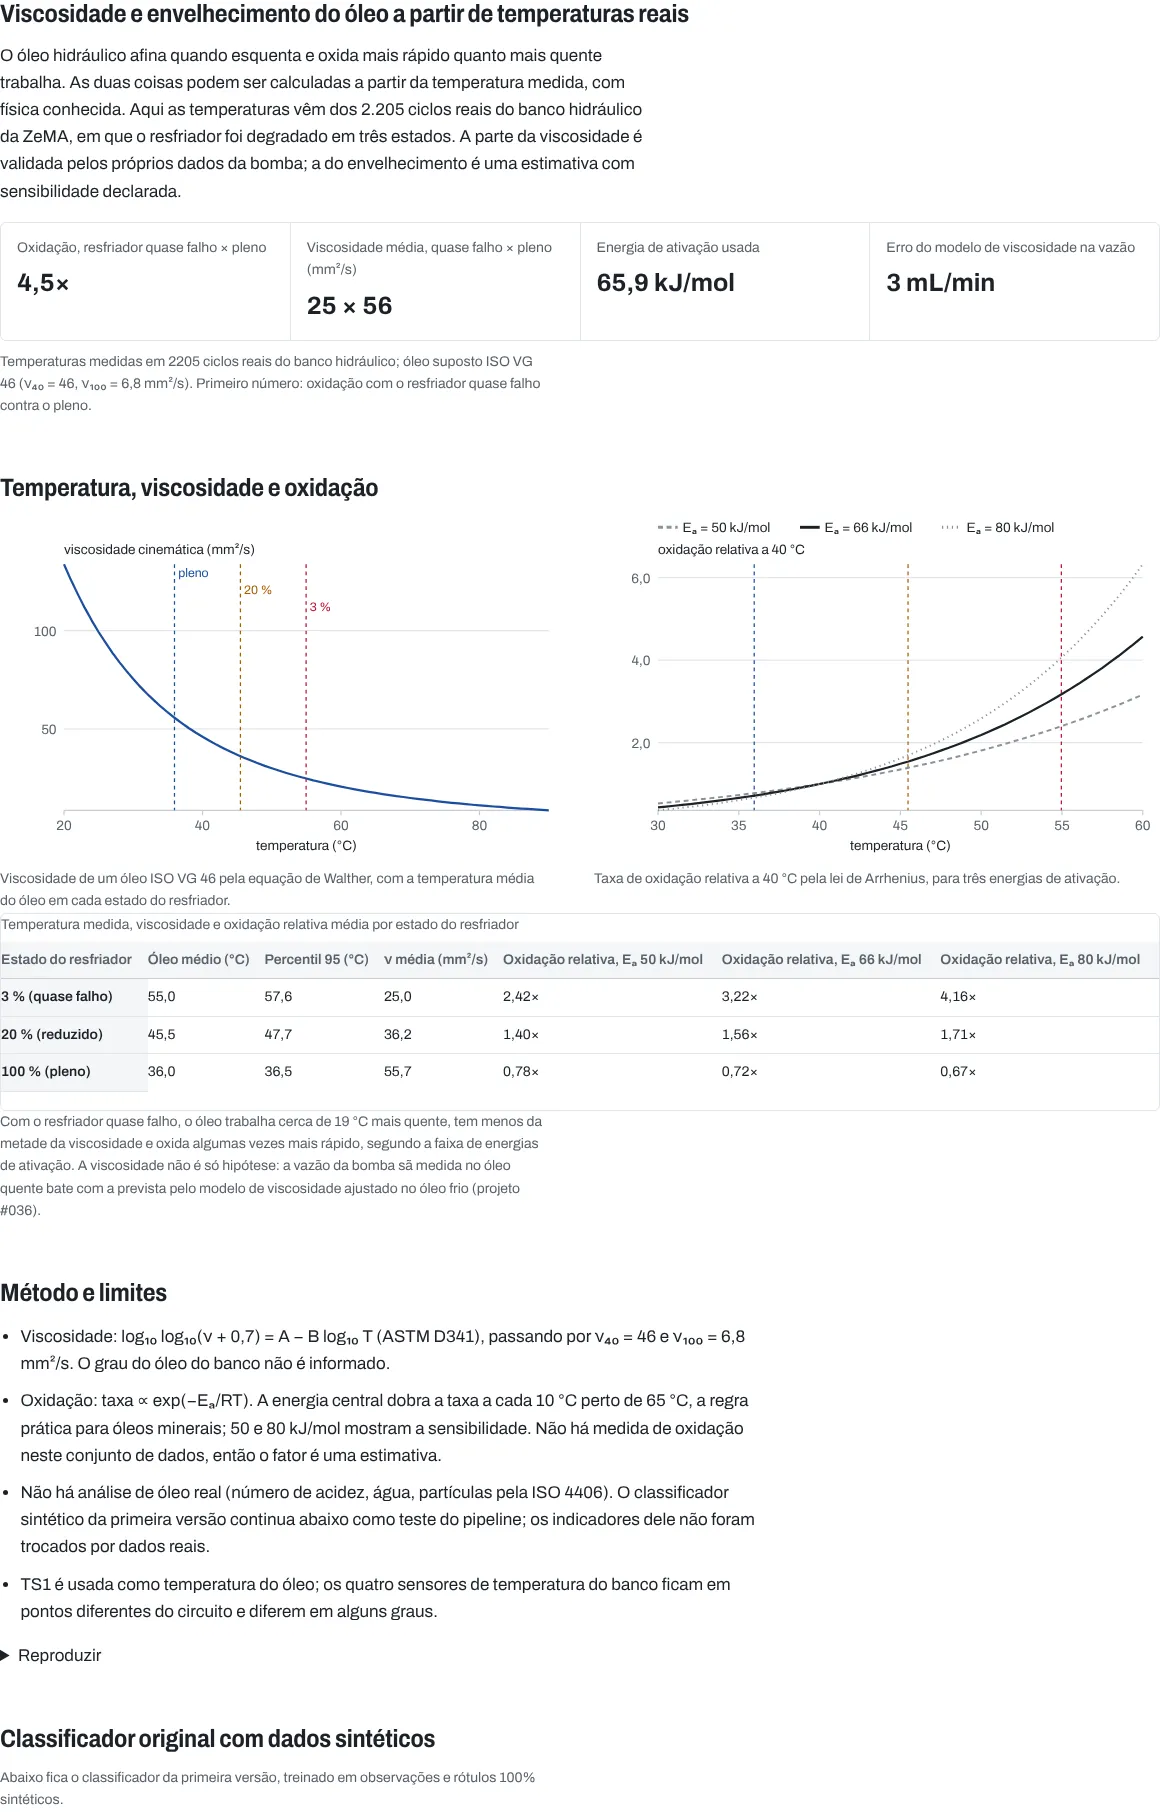 Viscosidade e envelhecimento do óleo a partir de temperaturas reais
O óleo hidráulico afina quando esquenta e oxida mais rápido quanto mais quente
trabalha. As duas coisas podem ser calculadas a partir da temperatura medida, com
física conhecida. Aqui as temperaturas vêm dos 2.205 ciclos reais do banco hidráulico
da ZeMA, em que o resfriador foi degradado em três estados. A parte da viscosidade é
validada pelos próprios dados da bomba; a do envelhecimento é uma estimativa com
sensibilidade declarada.
Oxidação, resfriador quase falho × pleno
4,5×
Viscosidade média, quase falho × pleno
(mm²/s)
25 × 56
Energia de ativação usada
65,9 kJ/mol
Erro do modelo de viscosidade na vazão
3 mL/min
Temperaturas medidas em 2205 ciclos reais do banco hidráulico; óleo suposto ISO VG
46 (ν₄₀ = 46, ν₁₀₀ = 6,8 mm²/s). Primeiro número: oxidação com o resfriador quase falho
contra o pleno.
Temperatura, viscosidade e oxidação
viscosidade cinemática (mm²/s)
pleno
20 %
3 %
100
50
20 40 60 80
temperatura (°C)
Viscosidade de um óleo ISO VG 46 pela equação de Walther, com a temperatura média
do óleo em cada estado do resfriador.
Eₐ = 50 kJ/mol Eₐ = 66 kJ/mol Eₐ = 80 kJ/mol
oxidação relativa a 40 °C
6,0
4,0
2,0
30 35 40 45 50 55 60
temperatura (°C)
Taxa de oxidação relativa a 40 °C pela lei de Arrhenius, para três energias de ativação.
Temperatura medida, viscosidade e oxidação relativa média por estado do resfriador
Estado do resfriador Óleo médio (°C) Percentil 95 (°C) ν média (mm²/s) Oxidação relativa, Eₐ 50 kJ/mol Oxidação relativa, Eₐ 66 kJ/mol Oxidação relativa, Eₐ 80 kJ/mol
3 % (quase falho) 55,0 57,6 25,0 2,42× 3,22× 4,16×
20 % (reduzido) 45,5 47,7 36,2 1,40× 1,56× 1,71×
100 % (pleno) 36,0 36,5 55,7 0,78× 0,72× 0,67×
Com o resfriador quase falho, o óleo trabalha cerca de 19 °C mais quente, tem menos da
metade da viscosidade e oxida algumas vezes mais rápido, segundo a faixa de energias
de ativação. A viscosidade não é só hipótese: a vazão da bomba sã medida no óleo
quente bate com a prevista pelo modelo de viscosidade ajustado no óleo frio (projeto
#036).
Método e limites
• Viscosidade: log₁₀ log₁₀(ν + 0,7) = A − B log₁₀ T (ASTM D341), passando por ν₄₀ = 46 e ν₁₀₀ = 6,8
mm²/s. O grau do óleo do banco não é informado.
• Oxidação: taxa ∝ exp(−Eₐ/RT). A energia central dobra a taxa a cada 10 °C perto de 65 °C, a regra
prática para óleos minerais; 50 e 80 kJ/mol mostram a sensibilidade. Não há medida de oxidação
neste conjunto de dados, então o fator é uma estimativa.
• Não há análise de óleo real (número de acidez, água, partículas pela ISO 4406). O classificador
sintético da primeira versão continua abaixo como teste do pipeline; os indicadores dele não foram
trocados por dados reais.
• TS1 é usada como temperatura do óleo; os quatro sensores de temperatura do banco ficam em
pontos diferentes do circuito e diferem em alguns graus.
▶ Reproduzir
Classificador original com dados sintéticos
Abaixo fica o classificador da primeira versão, treinado em observações e rótulos 100%
sintéticos.